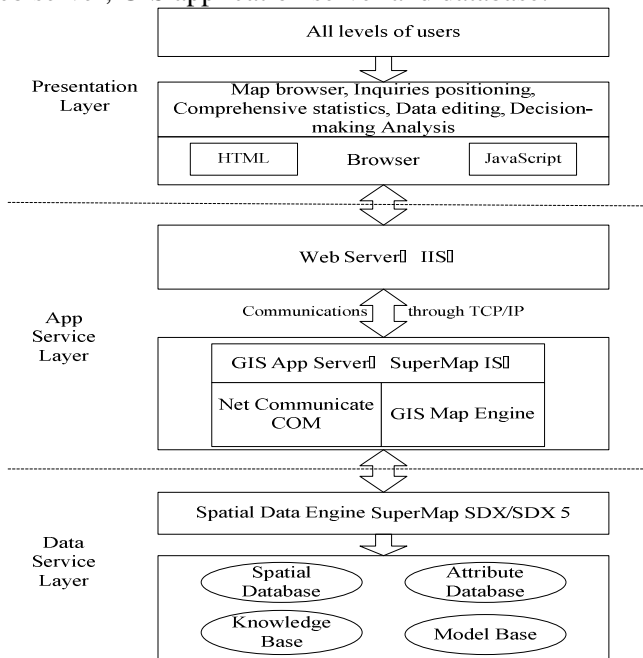 All levels of users
Presentation
Layer
Map browser, Inquiries positioning,
Comprehensive statistics, Data editing, Decision-
making Analysis
HTML
Browser
JavaScript
Web Server▯ IIS▯
App
Service
Layer
Communications
through TCP/IP
GIS App Server▯ SuperMap IS▯
Net Communicate
COM
GIS Map Engine
Spatial Data Engine SuperMap SDX/SDX 5
Data
Service
Layer
Spatial
Database
Attribute
Database
Knowledge
Base
Model Base